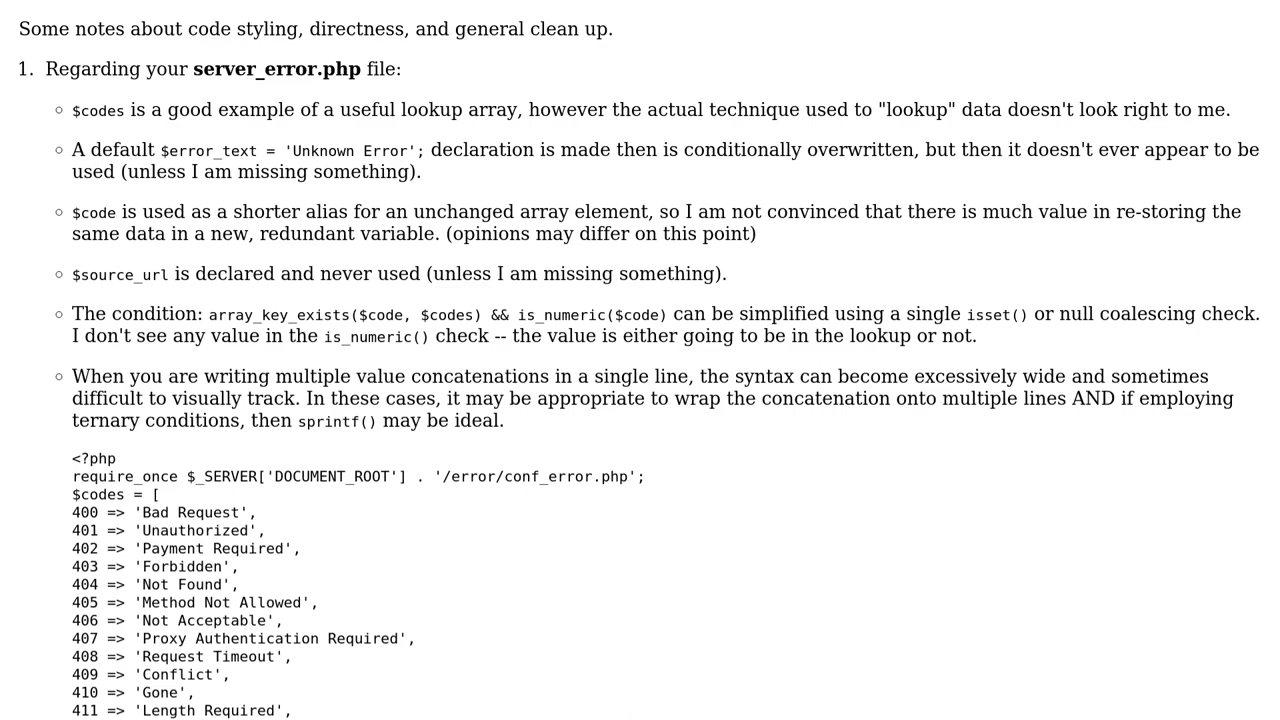 Some notes about code styling, directness, and general clean up.
1. Regarding your server_error.php file:
$codes is a good example of a useful lookup array, however the actual technique used to "lookup" data doesn't look right to me.
A default $error_text = 'Unknown Error'; declaration is made then is conditionally overwritten, but then it doesn't ever appear to be
used (unless I am missing something).
$code is used as a shorter alias for an unchanged array element, so I am not convinced that there is much value in re-storing the
same data in a new, redundant variable. (opinions may differ on this point)
$source_url is declared and never used (unless I am missing something).
The condition: array_key_exists($code, $codes) && is_numeric($code) can be simplified using a single isset() or null coalescing check.
I don't see any value in the is_numeric() check -- the value is either going to be in the lookup or not.
When you are writing multiple value concatenations in a single line, the syntax can become excessively wide and sometimes
difficult to visually track. In these cases, it may be appropriate to wrap the concatenation onto multiple lines AND if employing
ternary conditions, then sprintf() may be ideal.
<?php
require_once $_SERVER['DOCUMENT_ROOT'] . '/error/conf_error.php';
$codes = [
400 => 'Bad Request',
401 => 'Unauthorized',
402 => 'Payment Required',
403 => 'Forbidden',
404 => 'Not Found',
405 => 'Method Not Allowed',
406 => 'Not Acceptable',
407 => 'Proxy Authentication Required',
408 => 'Request Timeout',
409 => 'Conflict',
410 => 'Gone',
411 => 'Length Required',